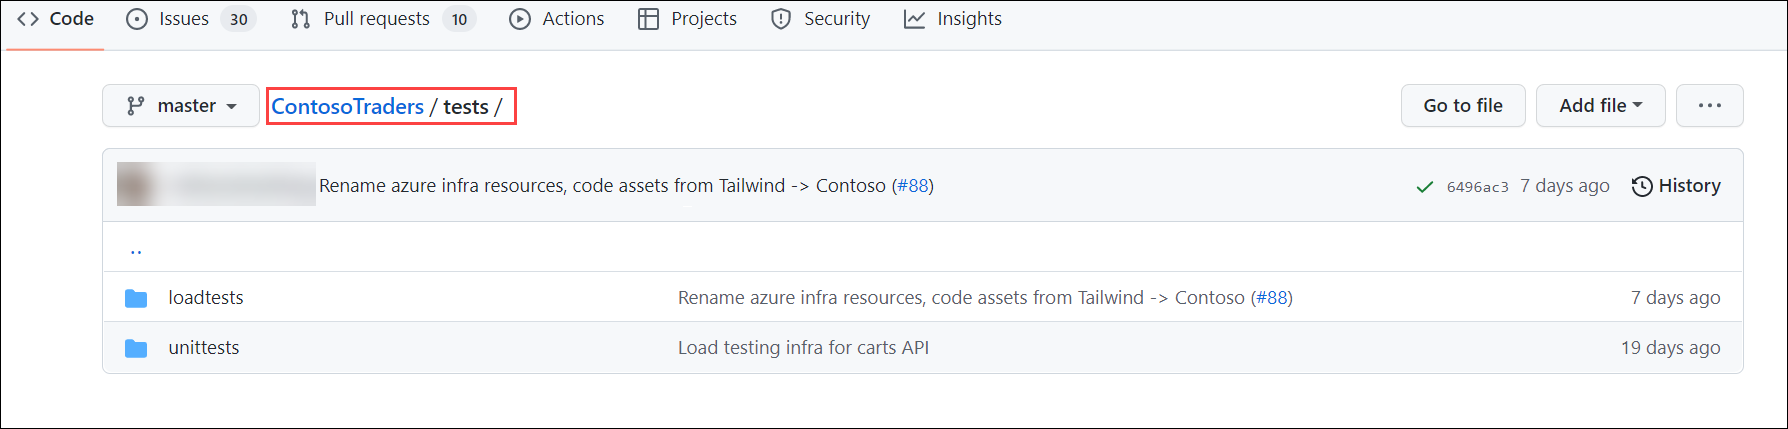 Code Issues 30 Pull requests 10 Actions Projects Security Insights
master ContosoTraders / tests / Go to file Add file ...
Rename azure infra resources, code assets from Tailwind -> Contoso (#88) 6496ac3 7 days ago History
..
loadtests Rename azure infra resources, code assets from Tailwind -> Contoso (#88) 7 days ago
unittests Load testing infra for carts API 19 days ago